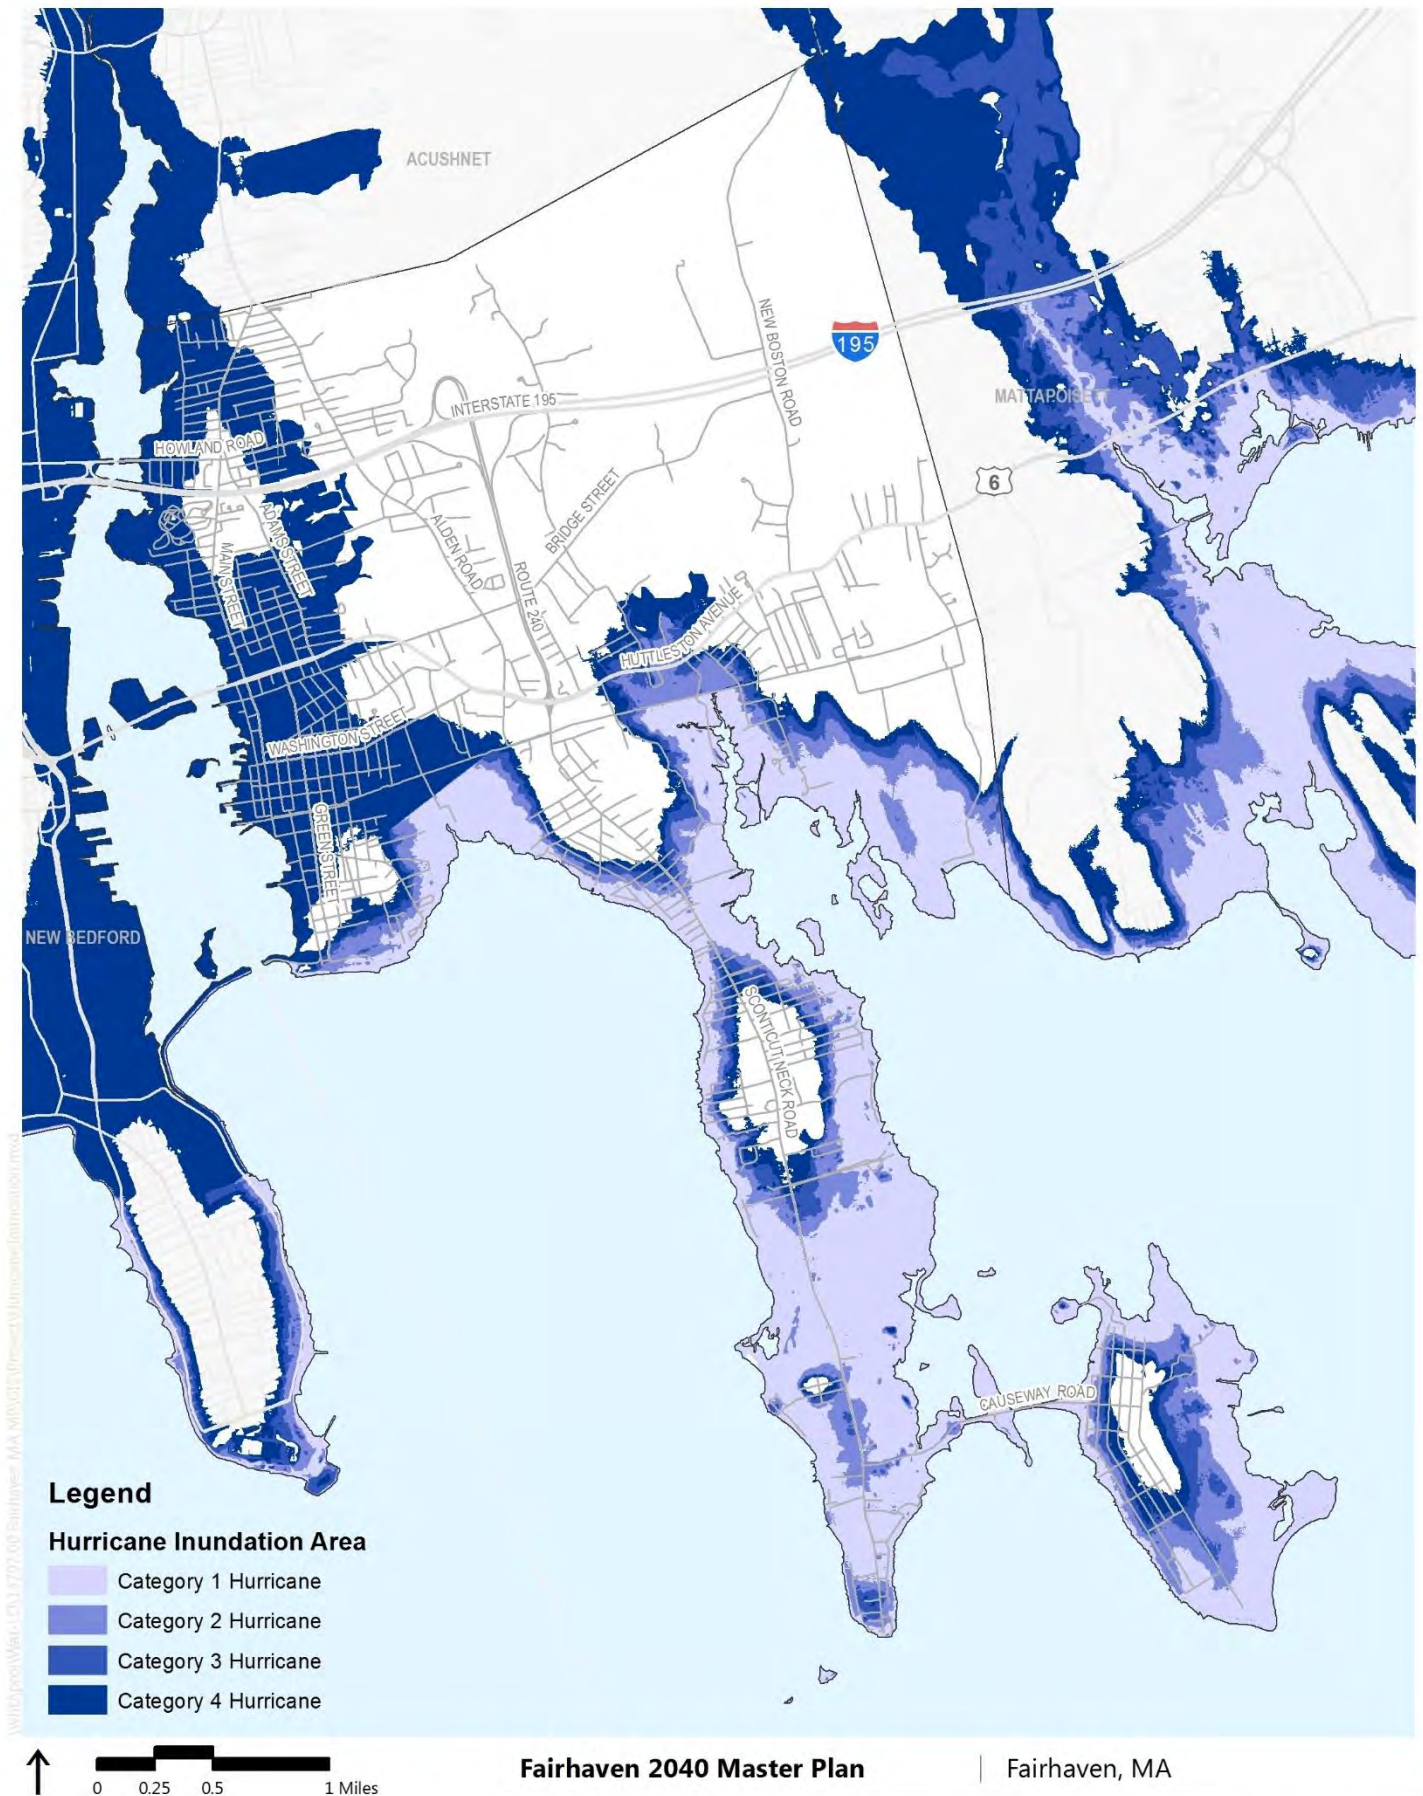 ACUSHNET
NEW BOSTON ROAD
195
INTERSTATE 195
MATTAPOISETT
HOWLAND ROAD
6
BRIDGE STREET
ADAMS STREET
ALDEN ROAD
MAIN STREET
ROUTE 240
HUTTLESTON AVENUE
WASHINGTON STREET
GREEN STREET
NEW BEDFORD
SCONTICUT NECK ROAD
CAUSEWAY ROAD
Legend
Hurricane Inundation Area
Category 1 Hurricane
Category 2 Hurricane
Category 3 Hurricane
Category 4 Hurricane
0 0.25 0.5 1 Miles
Fairhaven 2040 Master Plan
Fairhaven, MA